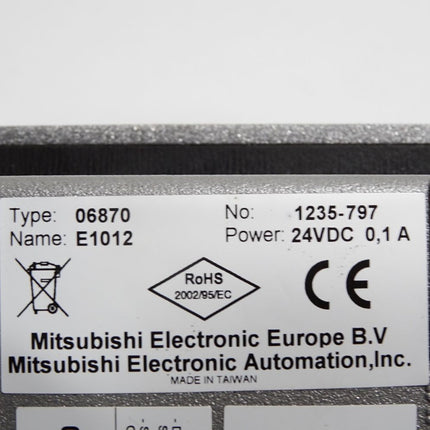 Type: 06870 No: 1235-797
Name: E1012 Power: 24VDC 0,1 A
RoHS
2002/95/EC
CE
Mitsubishi Electronic Europe B.V
Mitsubishi Electronic Automation,Inc.
MADE IN TAIWAN